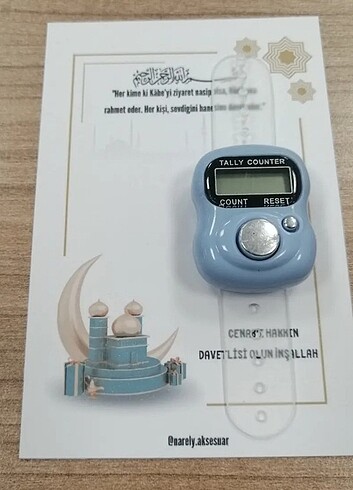 بسم الله الرحمن الرحيم
"Her kime ki Kâbe'yi ziyaret nasip
rahmet eder. Her kişi, sevdiğini
TALLY COUNTER
COUNT RESET
DAVETLİSİ OLUN İNŞALLAH
@narely.aksesuar